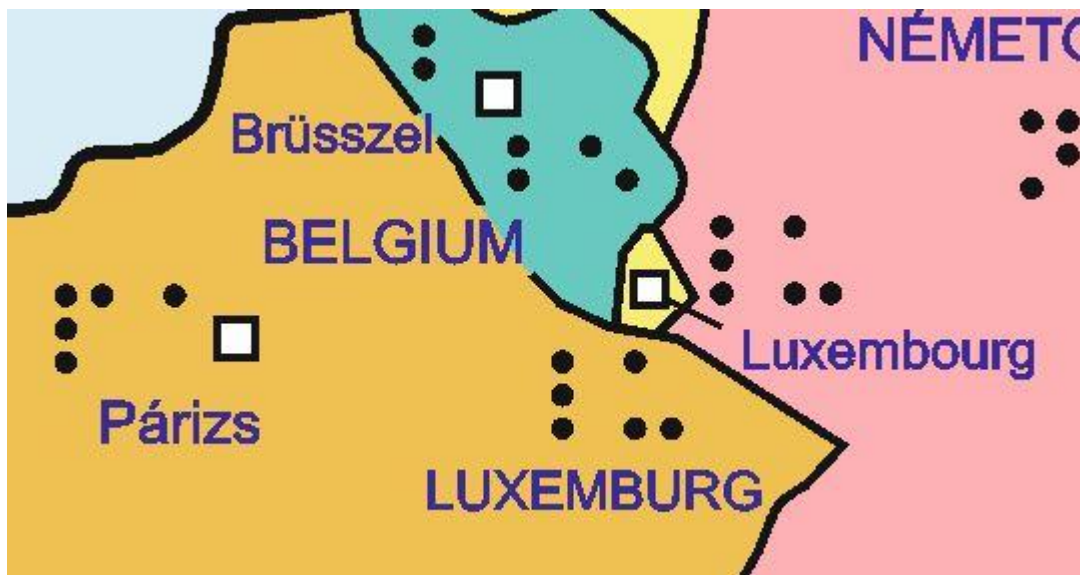 NÉMETO
⠃
⠝
Brüsszel
⠃⠑
BELGIUM
⠇⠥
⠏⠁
Luxembourg
Párizs
⠇⠥
LUXEMBURG